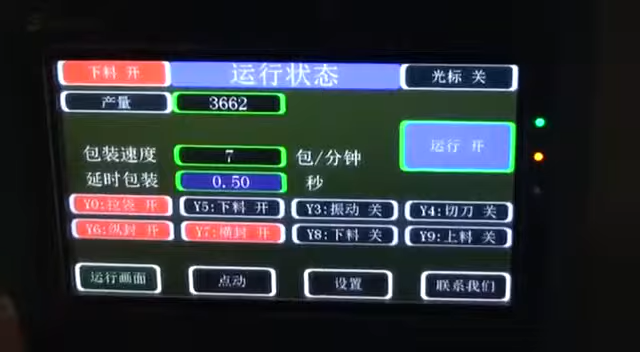 下料 开 运行状态 光标 关
产量 3662
运行 开
包装速度 7 包/分钟
延时包装 0.50 秒
Y0:拉袋 开 Y5:下料 开 Y3:振动 关 Y4:切刀 关
Y6:纵封 开 Y7:横封 开 Y8:下料 关 Y9:上料 关
运行画面 点动 设置 联系我们